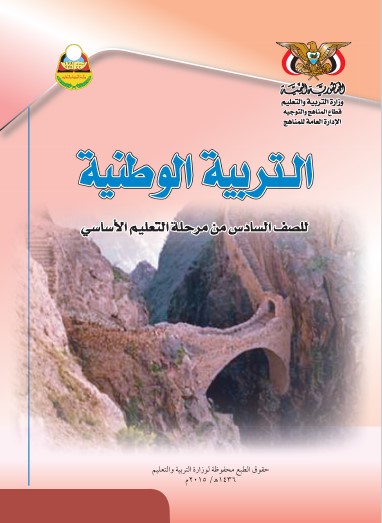 الجمهورية اليمنية
وزارة التربية والتعليم
قطاع المناهج والتوجيه
الإدارة العامة للمناهج
التربية الوطنية
للصف السادس من مرحلة التعليم الأساسي
حقوق الطبع محفوظة لوزارة التربية والتعليم
١٤٣٦هـ/ ٢٠١٥م